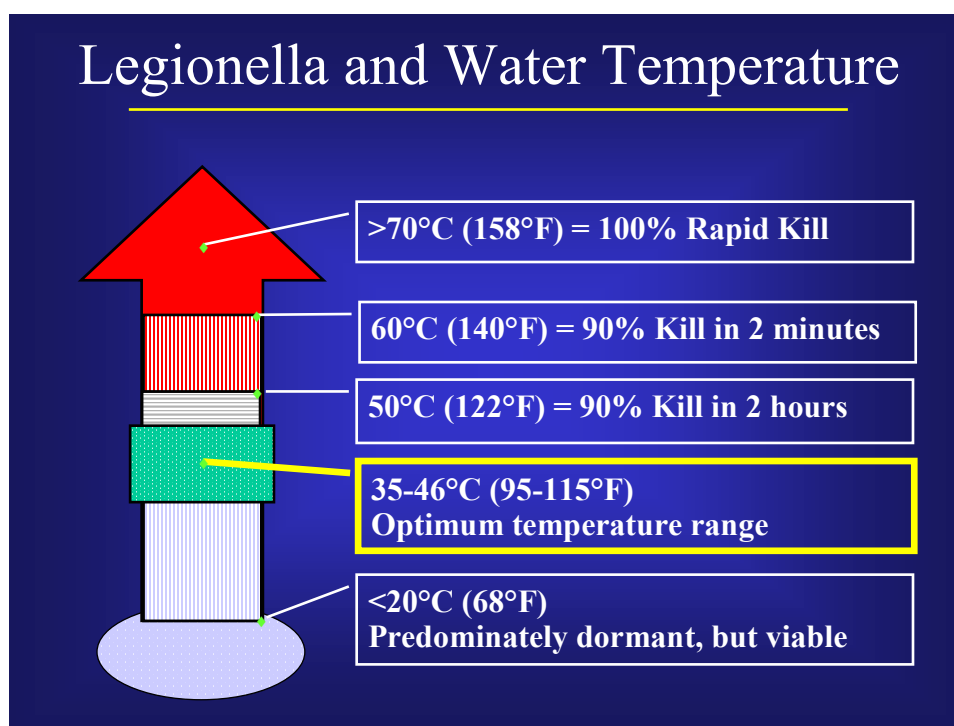 Legionella and Water Temperature
>70°C (158°F) = 100% Rapid Kill
60°C (140°F) = 90% Kill in 2 minutes
50°C (122°F) = 90% Kill in 2 hours
35-46°C (95-115°F)
Optimum temperature range
<20°C (68°F)
Predominately dormant, but viable